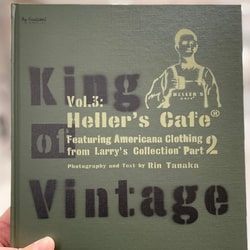 King
Vol.3:
Heller's Cafe®
of
Featuring Americana Clothing
from Larry's Collection Part 2
Photography and Text by Rin Tanaka
Vintage